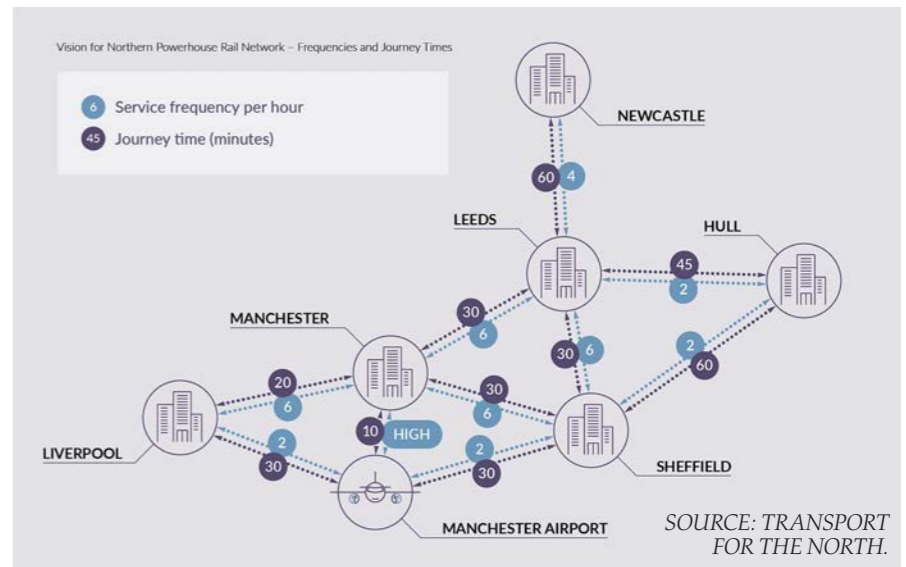 Vision for Northern Powerhouse Rail Network – Frequencies and Journey Times
6 Service frequency per hour
45 Journey time (minutes)
NEWCASTLE
60 4
LEEDS
HULL
45
2
MANCHESTER
30
6
30 6
2
60
20
6
30
6
10 HIGH
LIVERPOOL
2
30
2
30
SHEFFIELD
MANCHESTER AIRPORT
SOURCE: TRANSPORT
FOR THE NORTH.